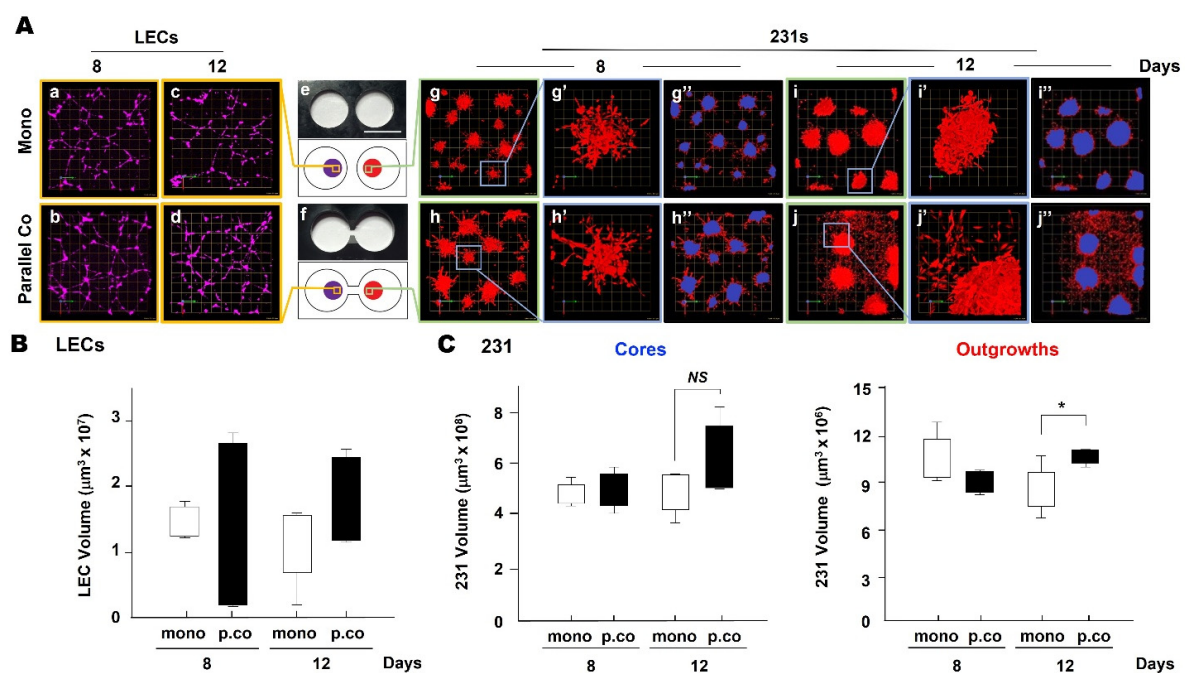 A
LECs
231s
8 12 8 12 Days
Mono
a c e g g' g'' i i' i''
Parallel Co
b d f h h' h'' j j' j''
B LECs
LEC Volume (µm³ x 10⁷)
3
2
1
0
mono p.co mono p.co
8 12 Days
C 231 Cores Outgrowths
231 Volume (µm³ x 10⁸)
8
6
4
2
0
NS
mono p.co mono p.co
8 12
231 Volume (µm³ x 10⁶)
15
12
9
6
3
0
*
mono p.co mono p.co
8 12 Days